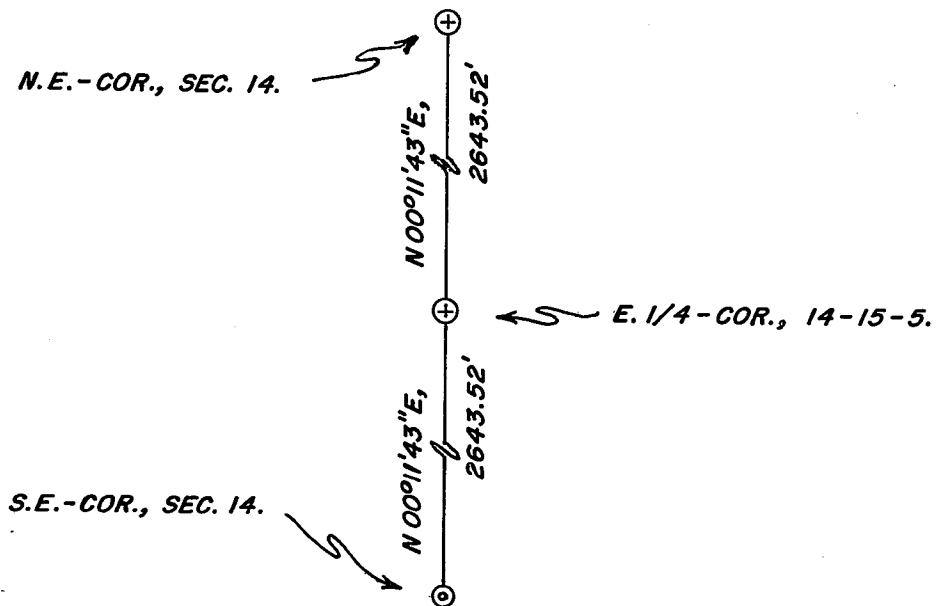 N.E.-COR., SEC. 14.
N 00°11'43"E,
2643.52'
E. 1/4-COR., 14-15-5.
N 00°11'43"E,
2643.52'
S.E.-COR., SEC. 14.